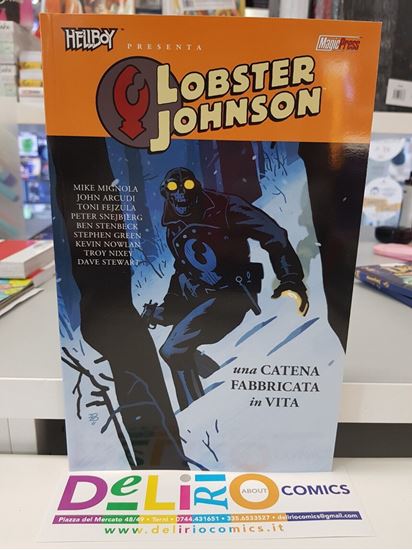 HELLBOY
PRESENTA
MagicPress
LOBSTER
JOHNSON™
MIKE MIGNOLA
JOHN ARCUDI
TONI FEJZULA
PETER SNEJBJERG
BEN STENBECK
STEPHEN GREEN
KEVIN NOWLAN
TROY NIXEY
DAVE STEWART
una CATENA
FABBRICATA
in VITA
DELIRIO ABOUT COMICS
Piazza del Mercato 48/49 • Terni • 0744.431651 • 335.6533527 • deliriocomics@gmail.com
www.deliriocomics.it